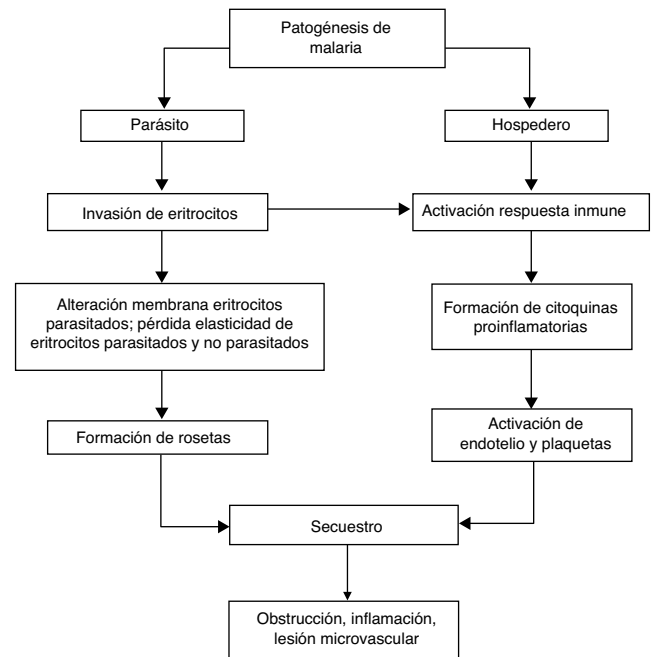 Patogénesis de
malaria
Parásito
Hospedero
Invasión de eritrocitos
Activación respuesta inmune
Alteración membrana eritrocitos
parasitados; pérdida elasticidad de
eritrocitos parasitados y no parasitados
Formación de citoquinas
proinflamatorias
Formación de rosetas
Activación de
endotelio y plaquetas
Secuestro
Obstrucción, inflamación,
lesión microvascular